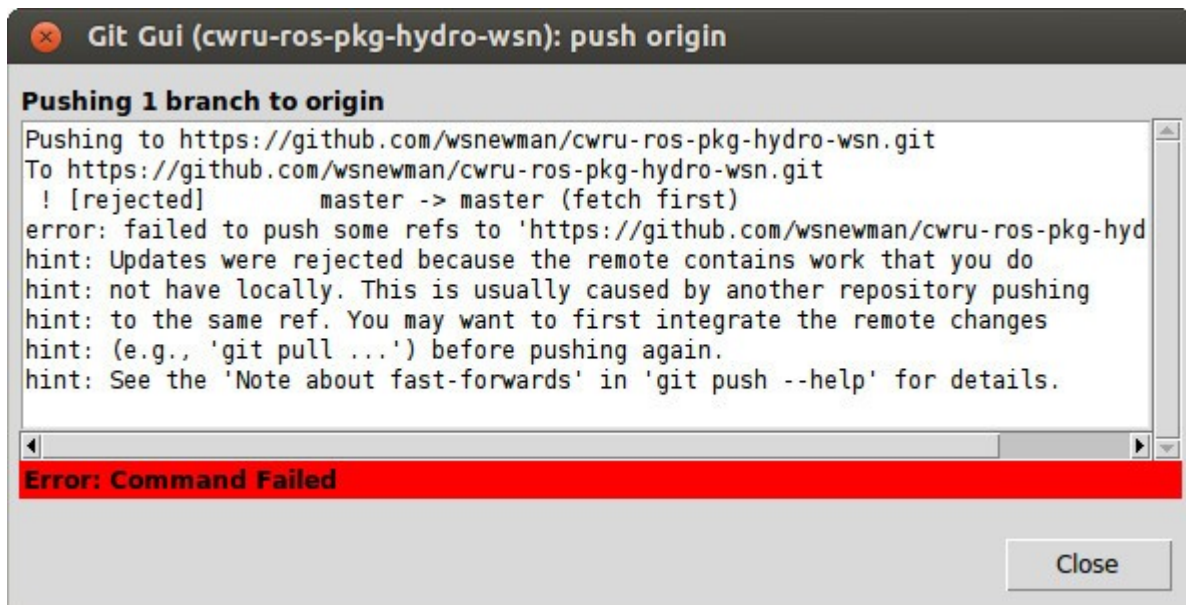 Git Gui (cwru-ros-pkg-hydro-wsn): push origin
Pushing 1 branch to origin
Pushing to https://github.com/wsnewman/cwru-ros-pkg-hydro-wsn.git
To https://github.com/wsnewman/cwru-ros-pkg-hydro-wsn.git
! [rejected]        master -> master (fetch first)
error: failed to push some refs to 'https://github.com/wsnewman/cwru-ros-pkg-hyd
hint: Updates were rejected because the remote contains work that you do
hint: not have locally. This is usually caused by another repository pushing
hint: to the same ref. You may want to first integrate the remote changes
hint: (e.g., 'git pull ...') before pushing again.
hint: See the 'Note about fast-forwards' in 'git push --help' for details.
Error: Command Failed
Close